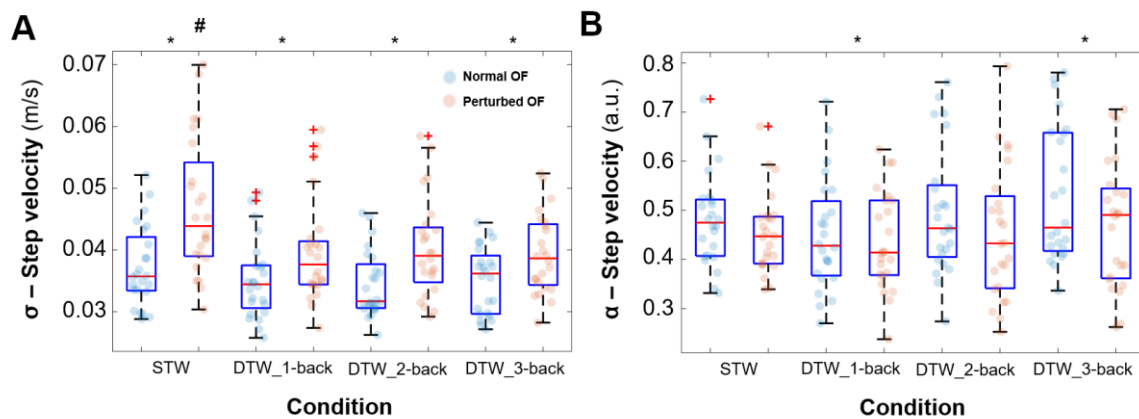 A
B
* # * * *
* *
σ – Step velocity (m/s)
0.07
0.06
0.05
0.04
0.03
Normal OF
Perturbed OF
STW DTW_1-back DTW_2-back DTW_3-back
Condition
α – Step velocity (a.u.)
0.8
0.7
0.6
0.5
0.4
0.3
STW DTW_1-back DTW_2-back DTW_3-back
Condition